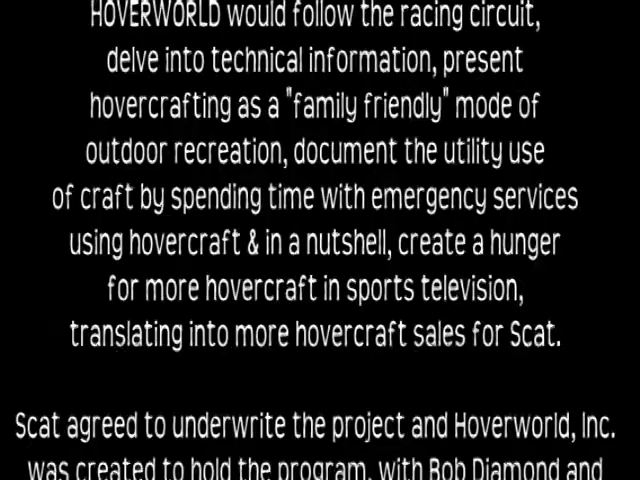 HOVERWORLD would follow the racing circuit,
delve into technical information, present
hovercrafting as a "family friendly" mode of
outdoor recreation, document the utility use
of craft by spending time with emergency services
using hovercraft & in a nutshell, create a hunger
for more hovercraft in sports television,
translating into more hovercraft sales for Scat.
Scat agreed to underwrite the project and Hoverworld, Inc.
was created to hold the program, with Bob Diamond and